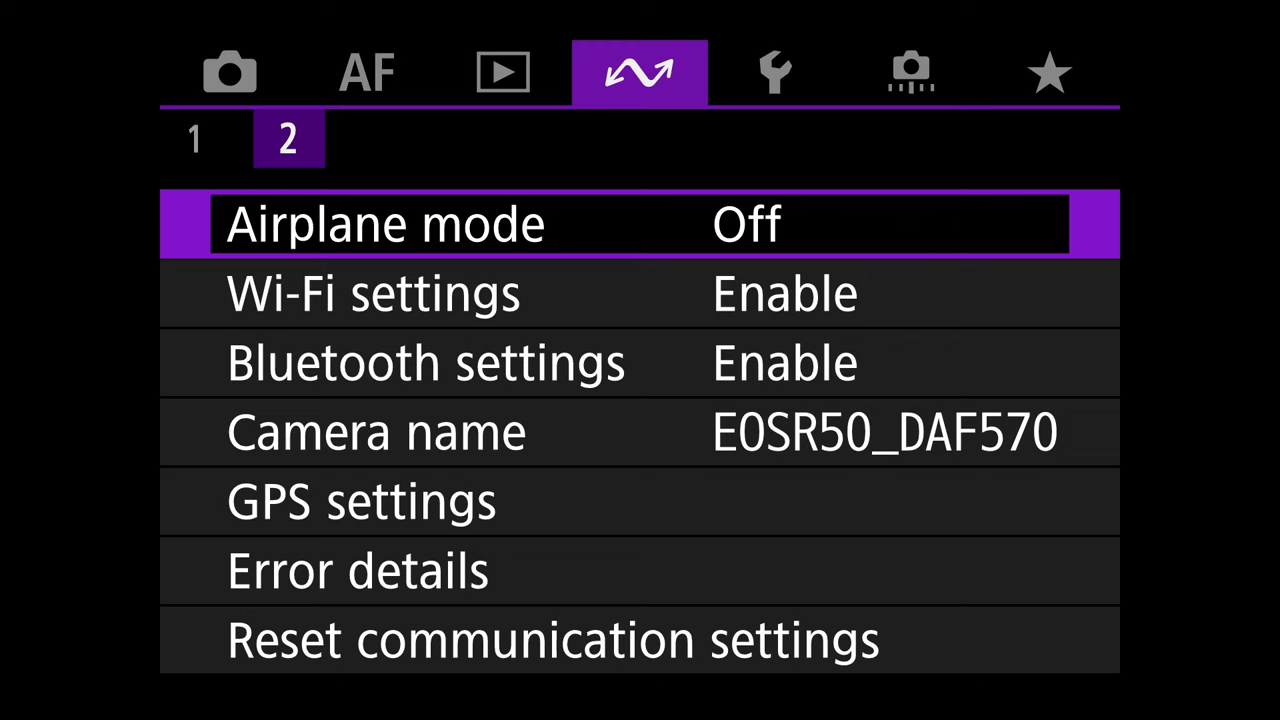 AF
1 2
Airplane mode Off
Wi-Fi settings Enable
Bluetooth settings Enable
Camera name EOSR50_DAF570
GPS settings
Error details
Reset communication settings